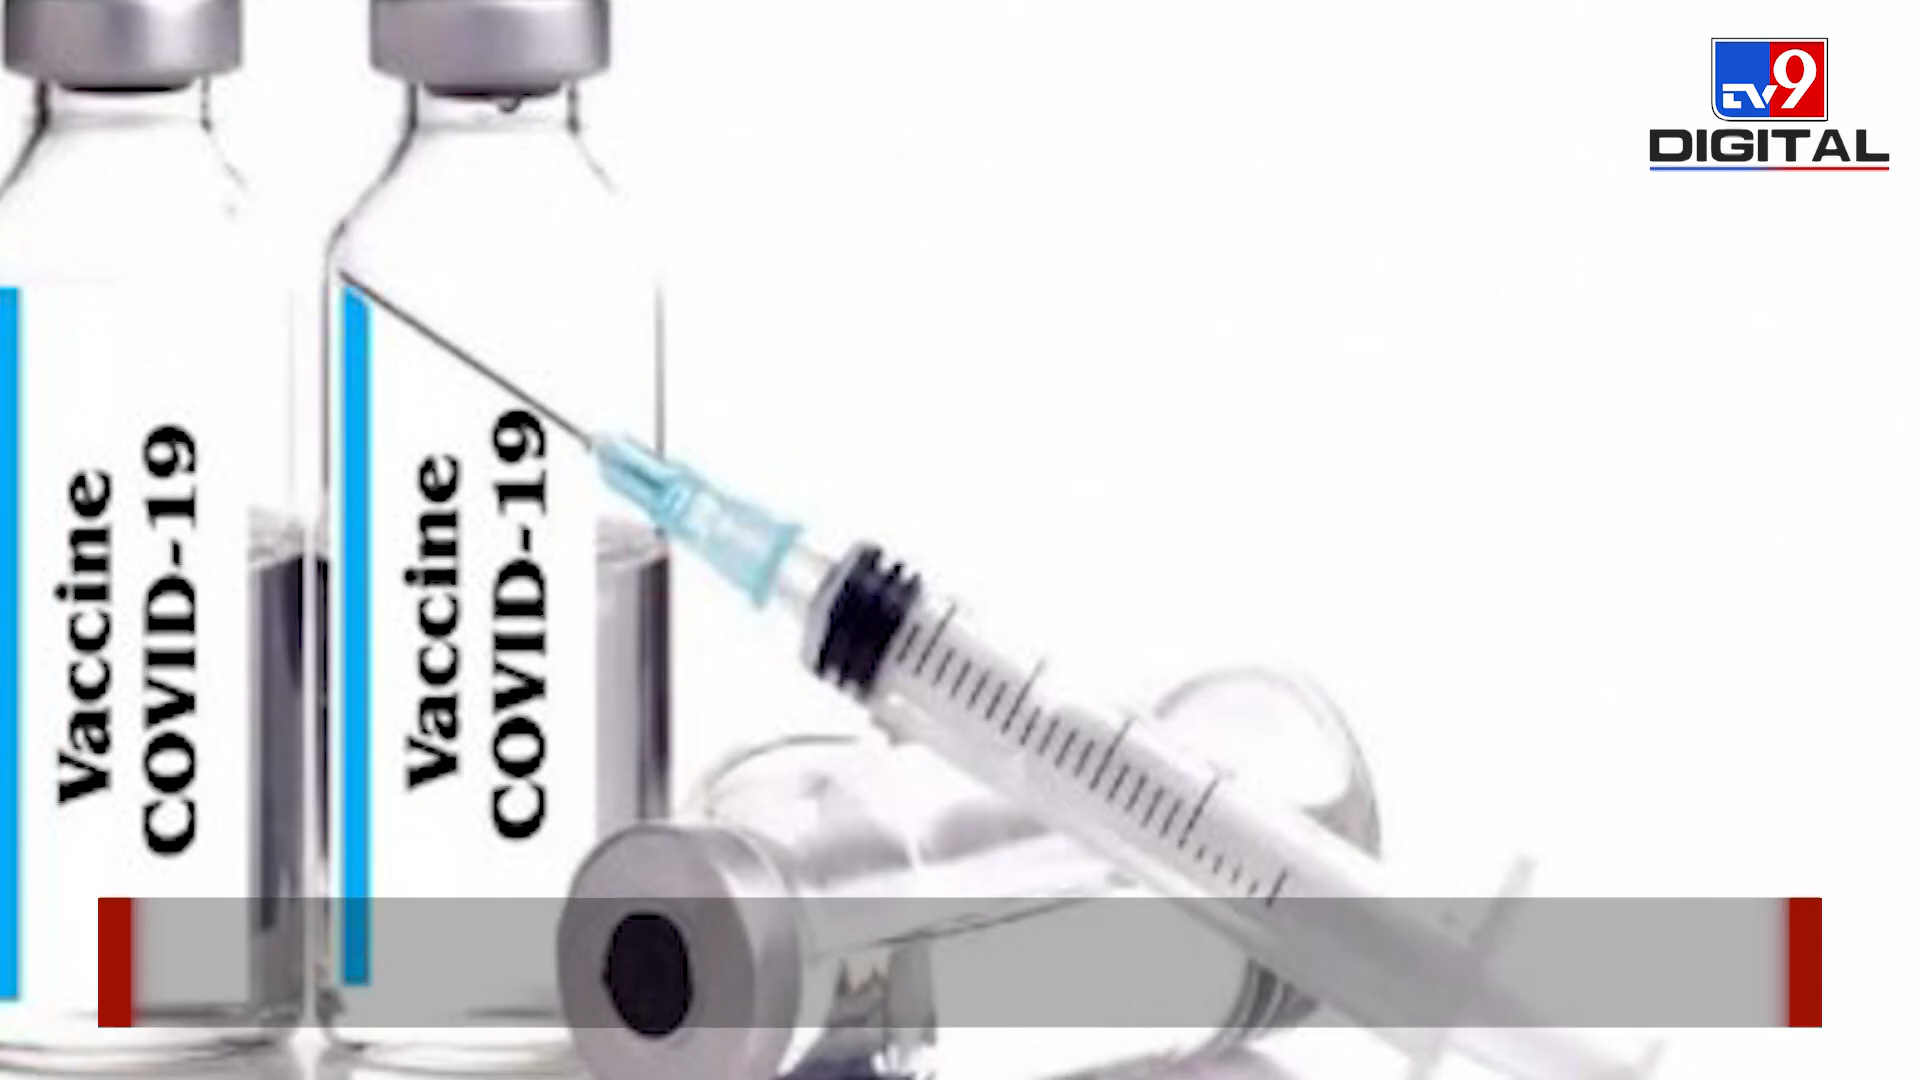 Vaccine
COVID-19
Vaccine
COVID-19
TV9
DIGITAL